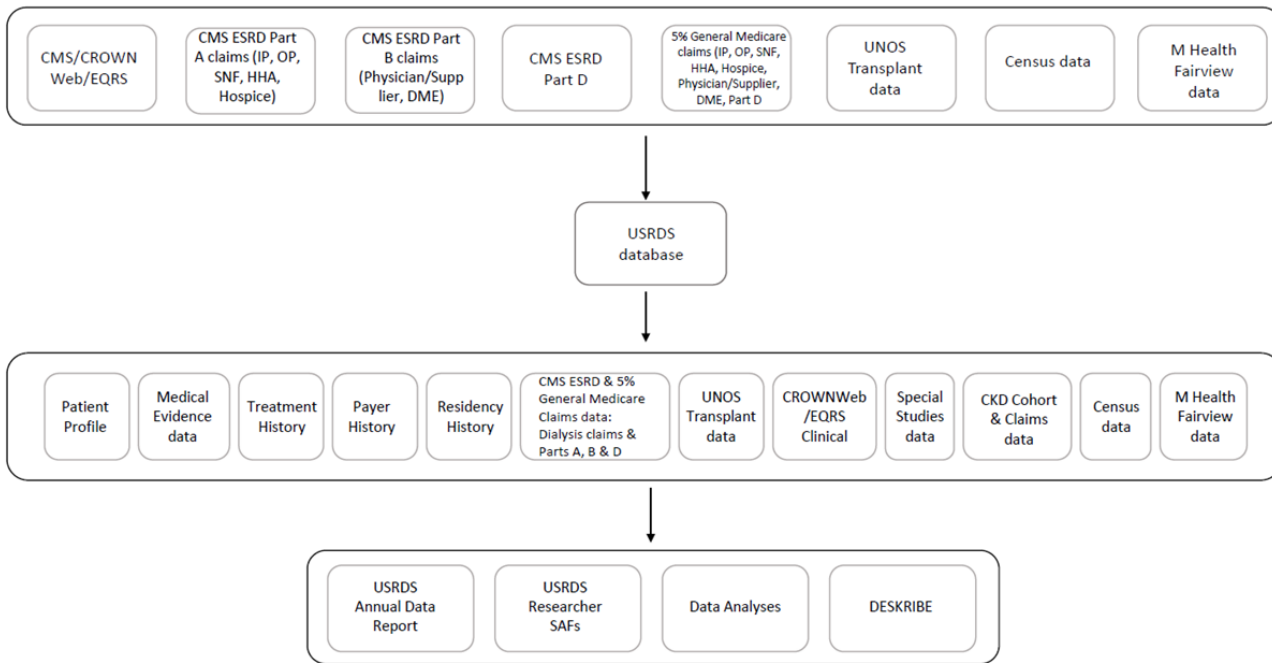 CMS/CROWN
Web/EQRS
CMS ESRD Part
A claims (IP, OP,
SNF, HHA,
Hospice)
CMS ESRD Part
B claims
(Physician/Supp
lier, DME)
CMS ESRD
Part D
5% General Medicare
claims (IP, OP, SNF,
HHA, Hospice,
Physician/Supplier,
DME, Part D
UNOS
Transplant
data
Census data
M Health
Fairview
data
USRDS
database
Patient
Profile
Medical
Evidence
data
Treatment
History
Payer
History
Residency
History
CMS ESRD & 5%
General Medicare
Claims data:
Dialysis claims &
Parts A, B & D
UNOS
Transplant
data
CROWNWeb
/EQRS
Clinical
Special
Studies
data
CKD Cohort
& Claims
data
Census
data
M Health
Fairview
data
USRDS
Annual Data
Report
USRDS
Researcher
SAFs
Data Analyses
DESKRIBE